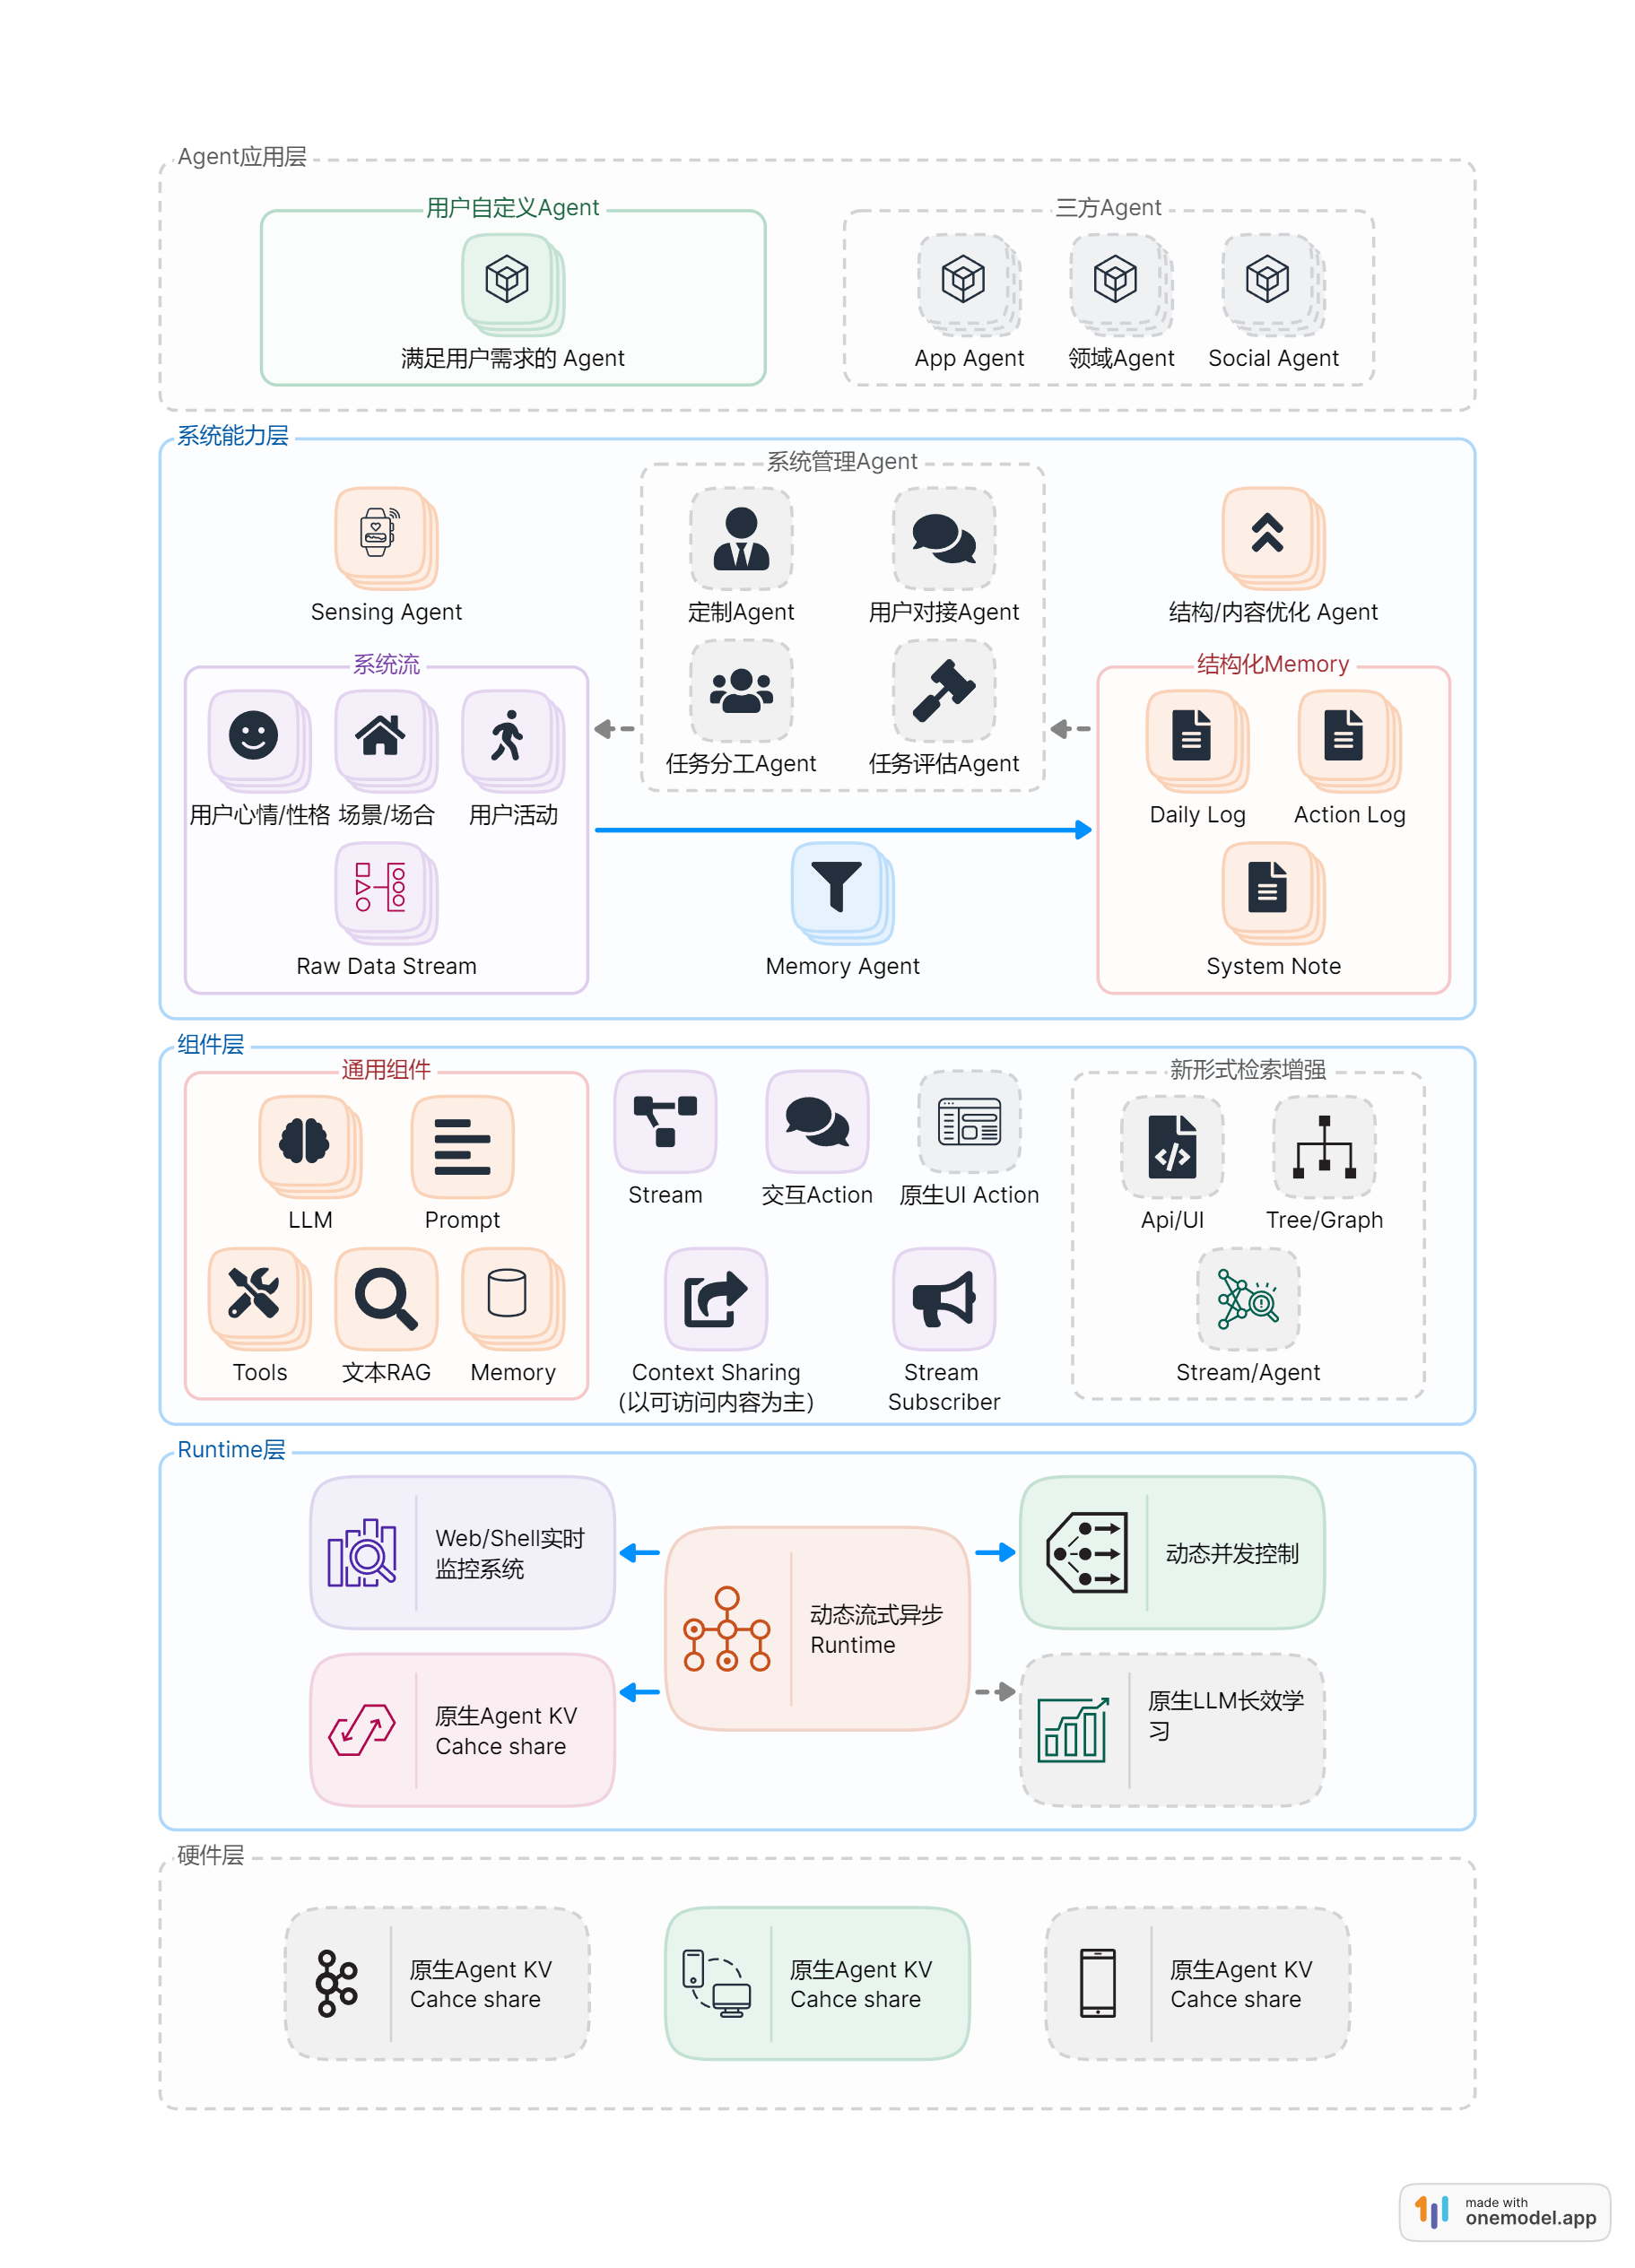 Agent应用层
用户自定义Agent
三方Agent
满足用户需求的 Agent
App Agent
领域Agent
Social Agent
系统能力层
系统管理Agent
Sensing Agent
定制Agent
用户对接Agent
结构/内容优化 Agent
系统流
结构化Memory
任务分工Agent
任务评估Agent
用户心情/性格
场景/场合
用户活动
Daily Log
Action Log
Raw Data Stream
Memory Agent
System Note
组件层
通用组件
新形式检索增强
LLM
Prompt
Stream
交互Action
原生UI Action
Api/UI
Tree/Graph
Tools
文本RAG
Memory
Context Sharing
(以可访问内容为主)
Stream
Subscriber
Stream/Agent
Runtime层
Web/Shell实时
监控系统
动态流式异步
Runtime
动态并发控制
原生Agent KV
Cahce share
原生LLM长效学
习
硬件层
原生Agent KV
Cahce share
原生Agent KV
Cahce share
原生Agent KV
Cahce share
made with
onemodel.app